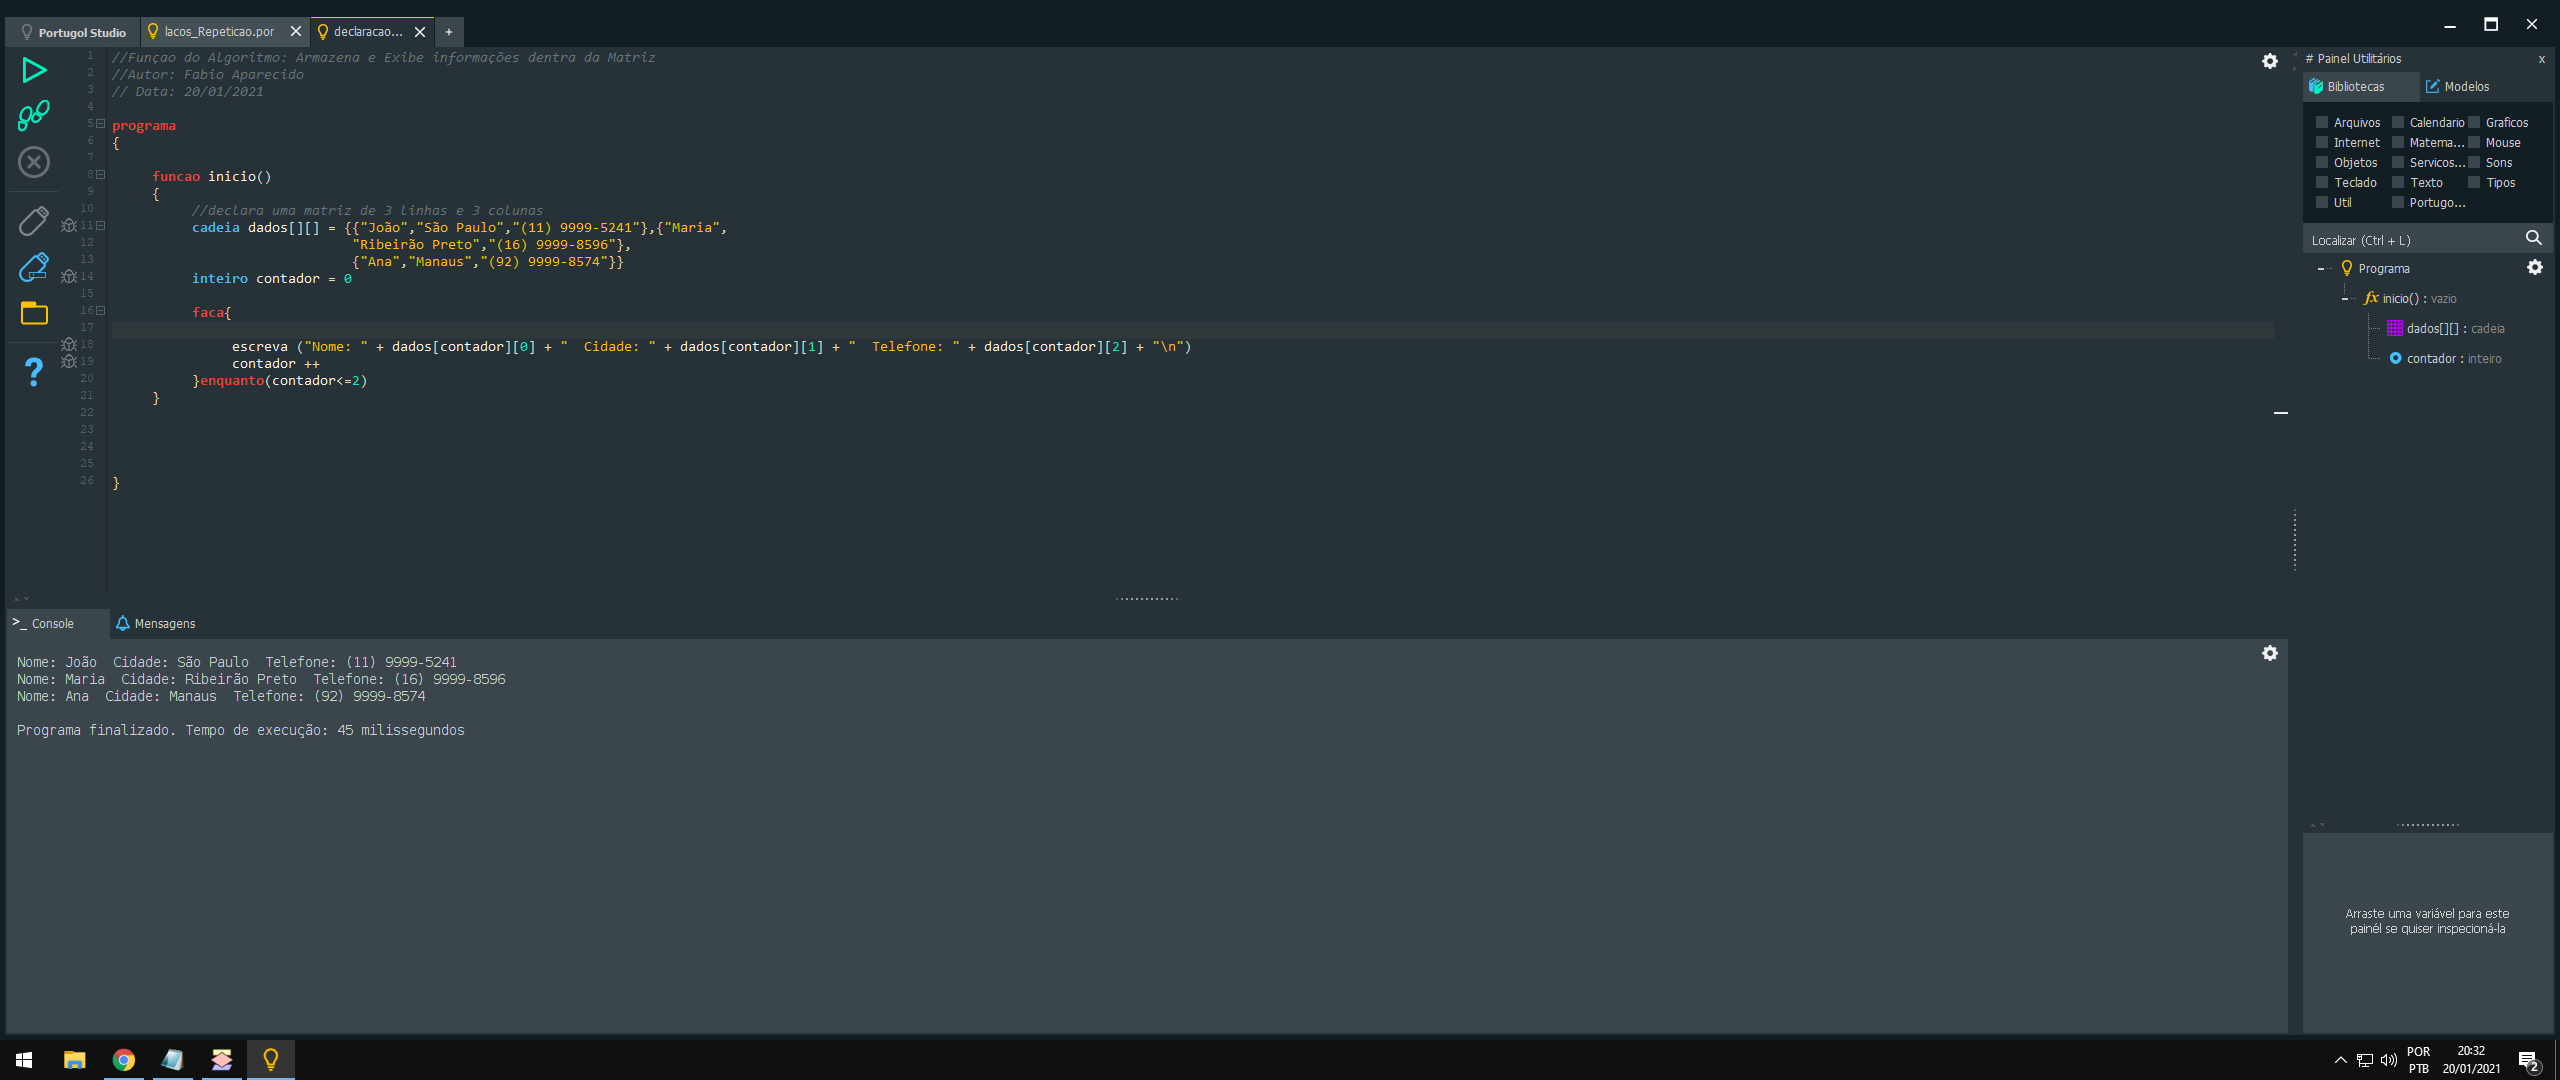 Portugol Studio
lacos_Repeticao.por
declaracao...
+
1 //Funçao do Algoritmo: Armazena e Exibe informações dentra da Matriz
2 //Autor: Fabio Aparecido
3 // Data: 20/01/2021
4
5 programa
6 {
7
8 funcao inicio()
9 {
10 //declara uma matriz de 3 linhas e 3 colunas
11 cadeia dados[][] = {{"João","São Paulo","(11) 9999-5241"},{"Maria",
12 "Ribeirão Preto","(16) 9999-8596"},
13 {"Ana","Manaus","(92) 9999-8574"}}
14 inteiro contador = 0
15
16 faca{
17
18 escreva ("Nome: " + dados[contador][0] + "  Cidade: " + dados[contador][1] + "  Telefone: " + dados[contador][2] + "\n")
19 contador ++
20 }enquanto(contador<=2)
21 }
22
23
24
25
26 }
Console
Mensagens
Nome: João  Cidade: São Paulo  Telefone: (11) 9999-5241
Nome: Maria  Cidade: Ribeirão Preto  Telefone: (16) 9999-8596
Nome: Ana  Cidade: Manaus  Telefone: (92) 9999-8574
Programa finalizado. Tempo de execução: 45 milissegundos
# Painel Utilitários x
Bibliotecas
Modelos
Arquivos Calendario Graficos
Internet Matema... Mouse
Objetos Servicos... Sons
Teclado Texto Tipos
Util Portugo...
Localizar (Ctrl + L)
Programa
fx inicio() : vazio
dados[][] : cadeia
contador : inteiro
Arraste uma variável para este
painél se quiser inspecioná-la
POR
PTB
20:32
20/01/2021
2